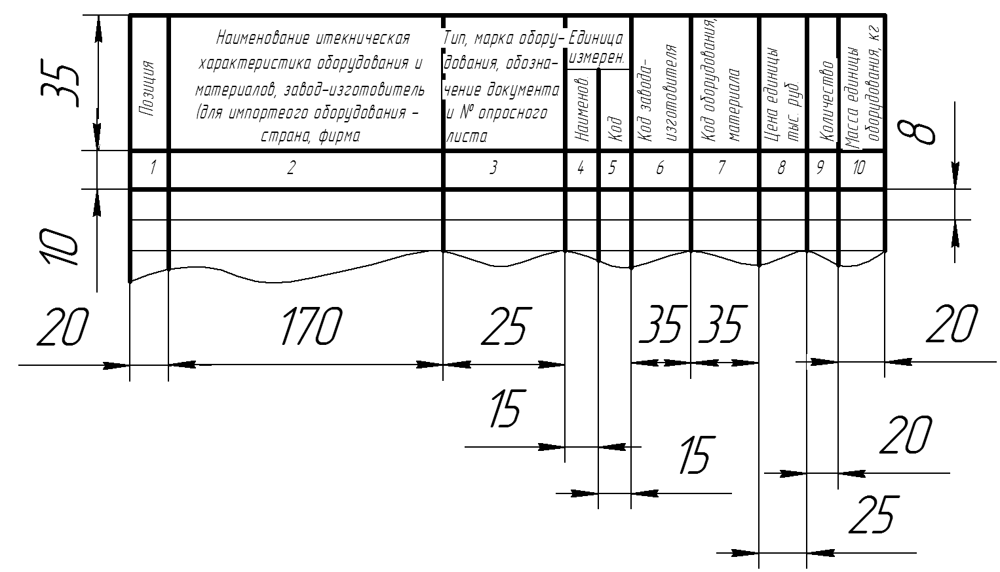 Позиция
Наименование итекническая
характеристика оборудования и
материалов, завод-изготовитель
(для импортеого оборудования -
страна, фирма
Тип, марка обору-
дования, обозна-
чение документа
и № опросного
листа
Единица
измерен.
Наименов.
Код
Код завода-
изготовителя
Код оборудования,
материала
Цена единицы
тыс. руб.
Количество
Масса единицы
оборудования, кг
1 2 3 4 5 6 7 8 9 10
35
10
8
20 170 25 35 35 20
15
15
20
25